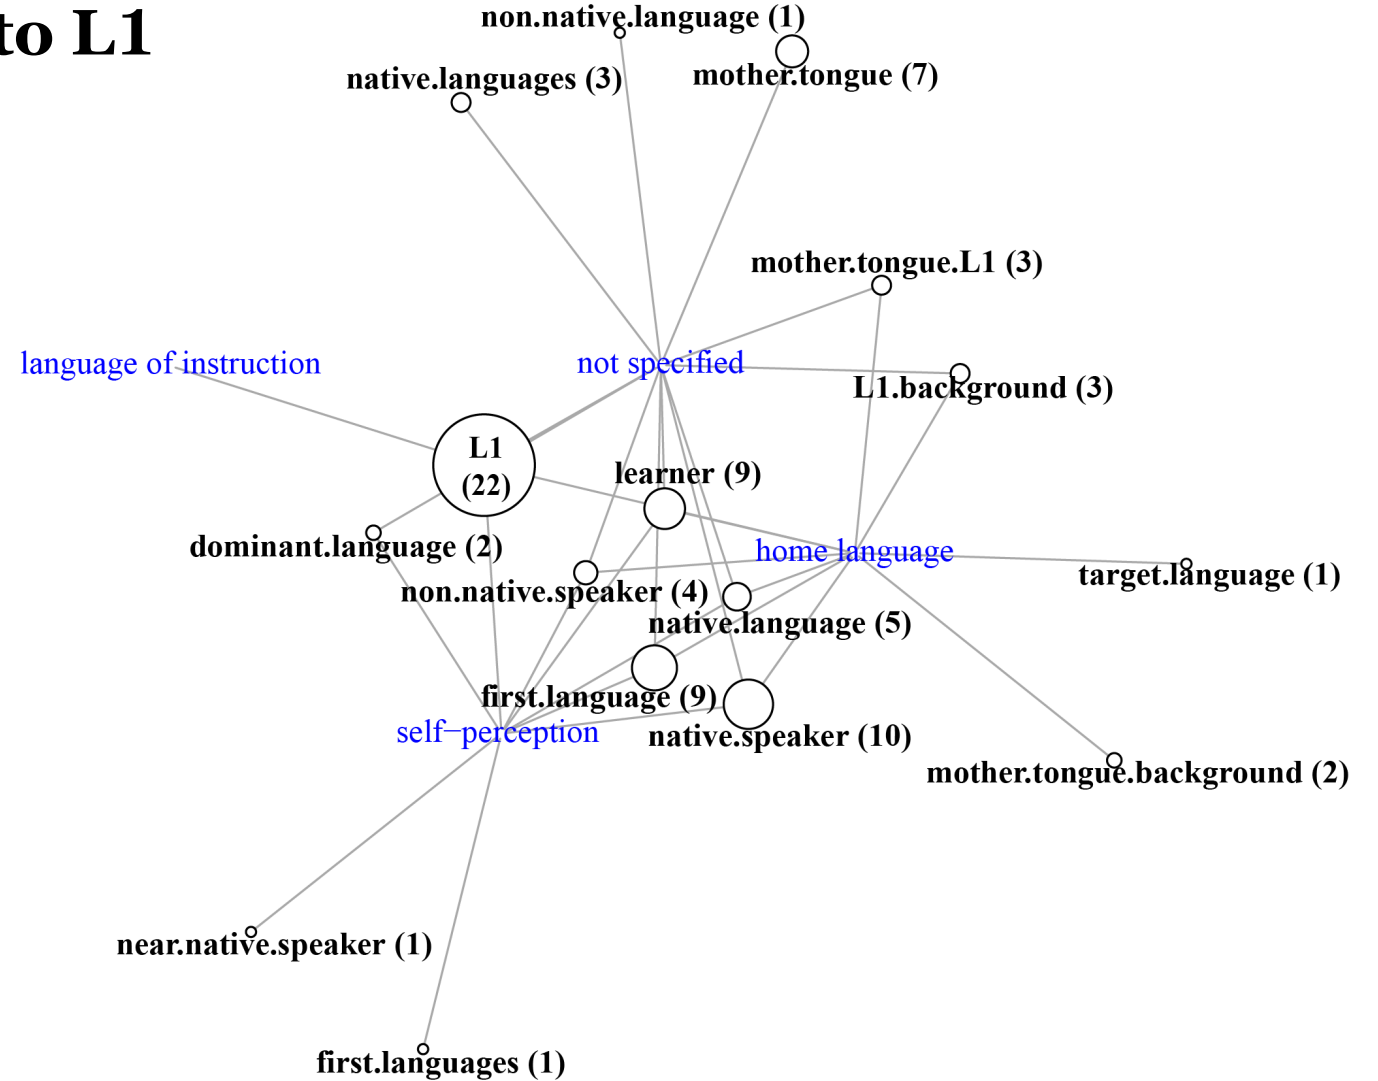 to L1
non.native.language (1)
native.languages (3)
mother.tongue (7)
mother.tongue.L1 (3)
language of instruction
not specified
L1.background (3)
L1
(22)
learner (9)
dominant.language (2)
home language
target.language (1)
non.native.speaker (4)
native.language (5)
first.language (9)
self−perception
native.speaker (10)
mother.tongue.background (2)
near.native.speaker (1)
first.languages (1)